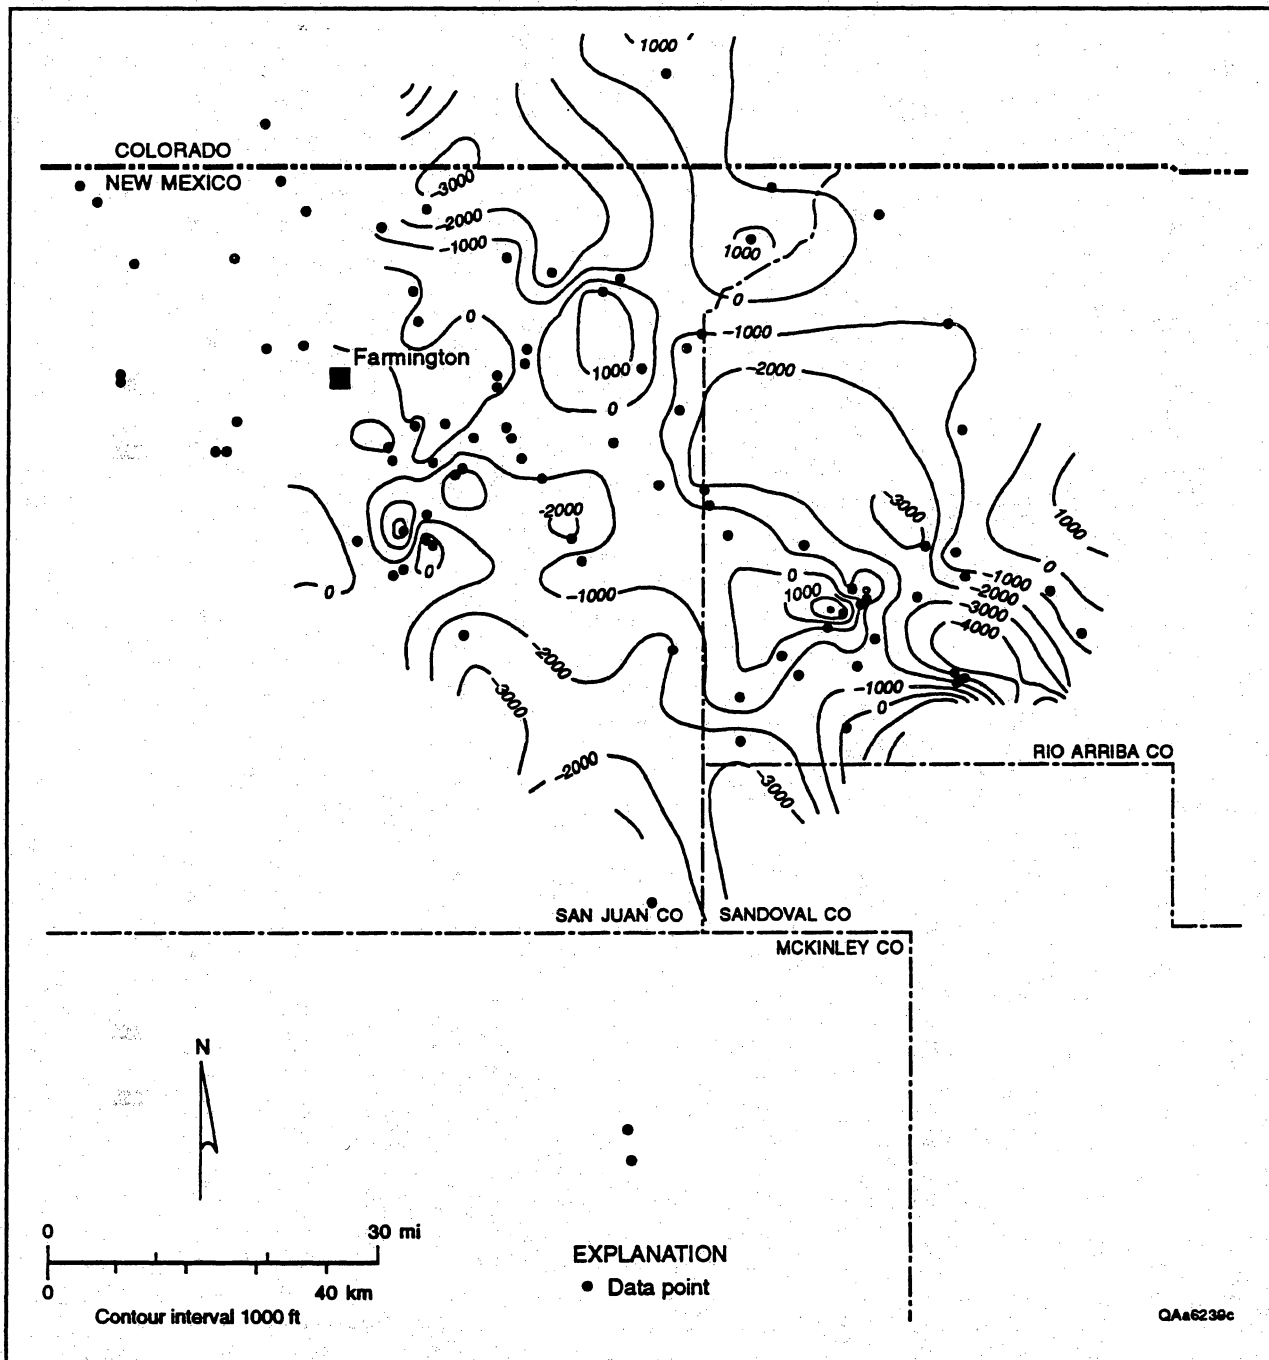 1000
COLORADO
NEW MEXICO
-3000
-2000
-1000
1000
0
0
-1000
Farmington
1000
-2000
0
-3000
-2000
1000
0
0
0
-1000
0
1000
-1000
-2000
-3000
-4000
-2000
-3000
-1000
0
RIO ARRIBA CO
-2000
-3000
SAN JUAN CO
SANDOVAL CO
MCKINLEY CO
N
0 30 mi
0 40 km
Contour interval 1000 ft
EXPLANATION
Data point
QAa6239c